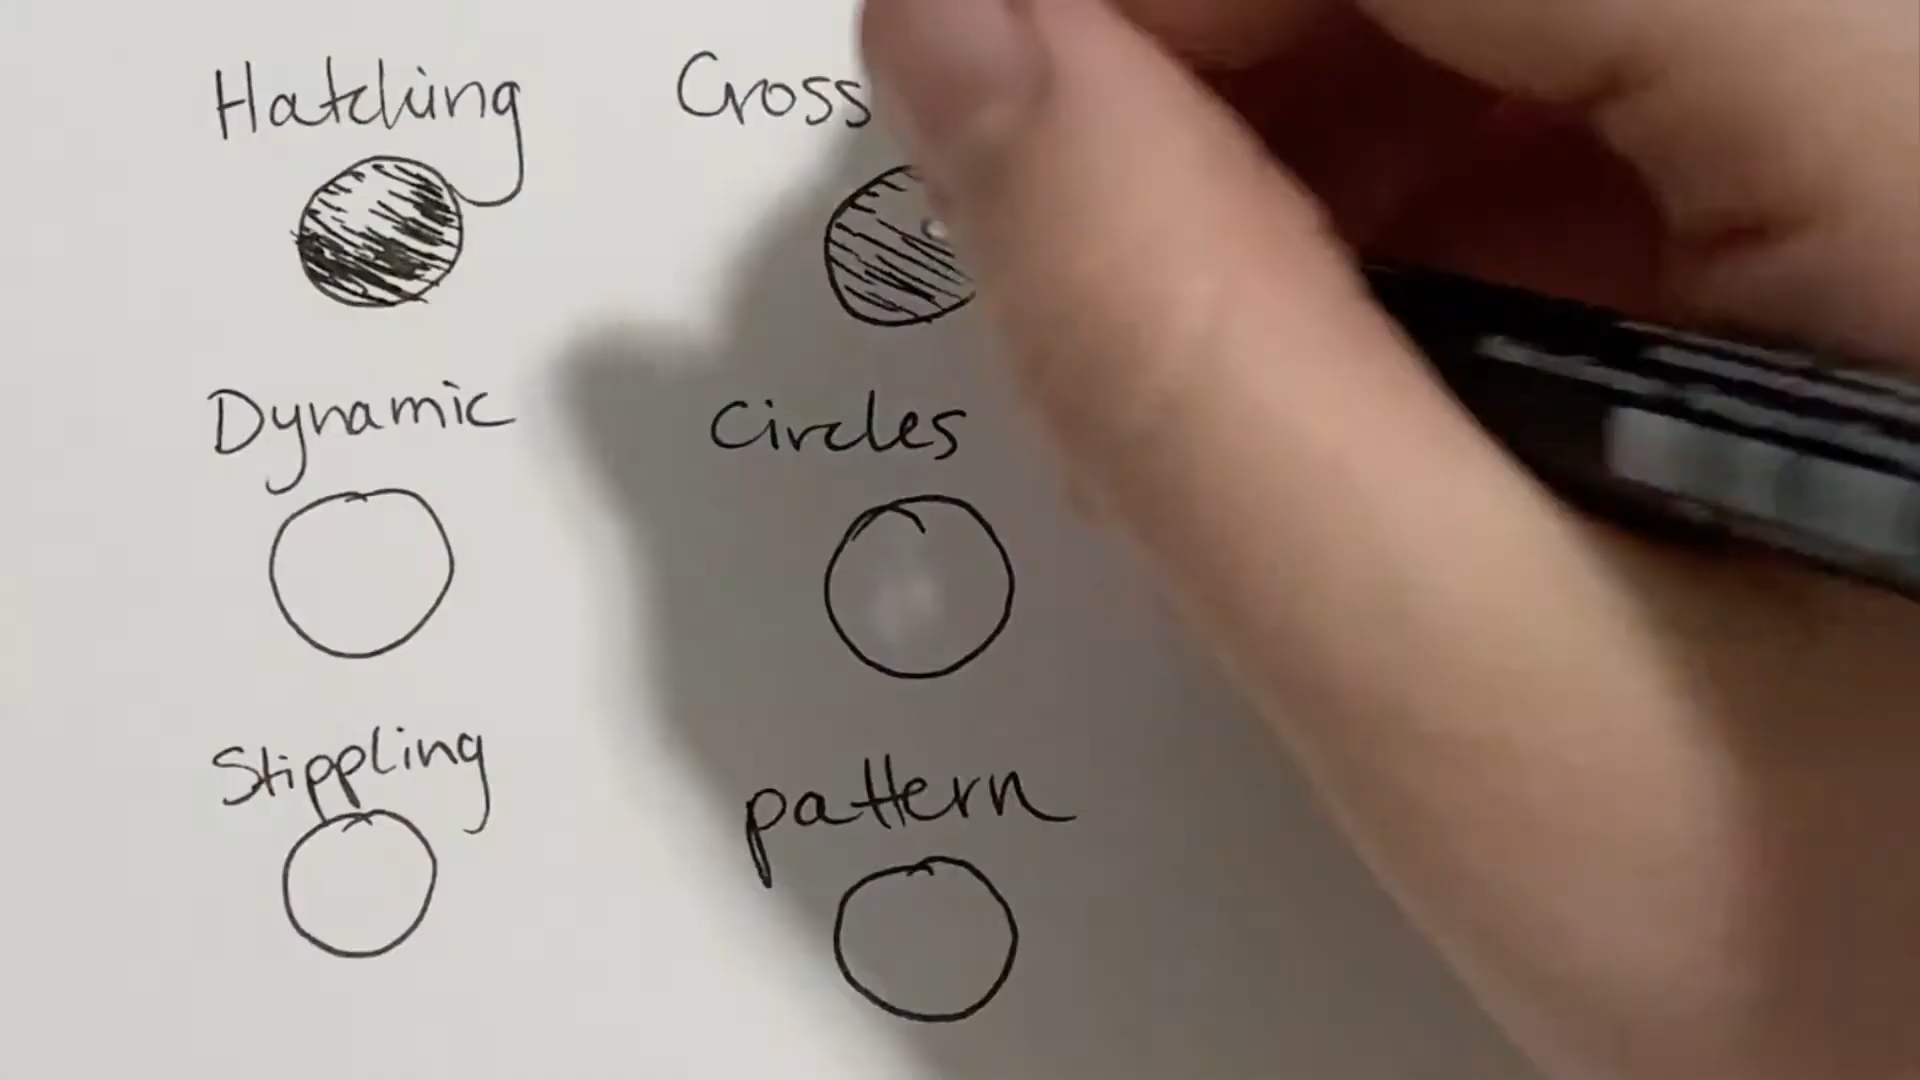 Hatching
Cross
Dynamic
Circles
Stippling
pattern